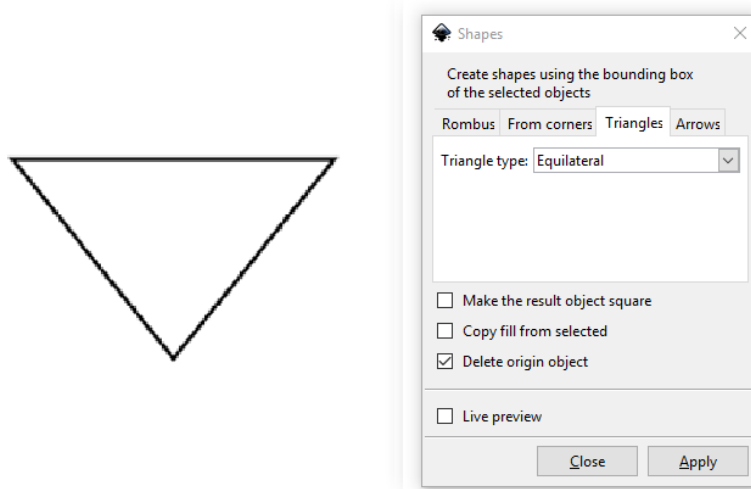 Shapes
Create shapes using the bounding box
of the selected objects
Rombus From corners Triangles Arrows
Triangle type: Equilateral
Make the result object square
Copy fill from selected
Delete origin object
Live preview
Close Apply